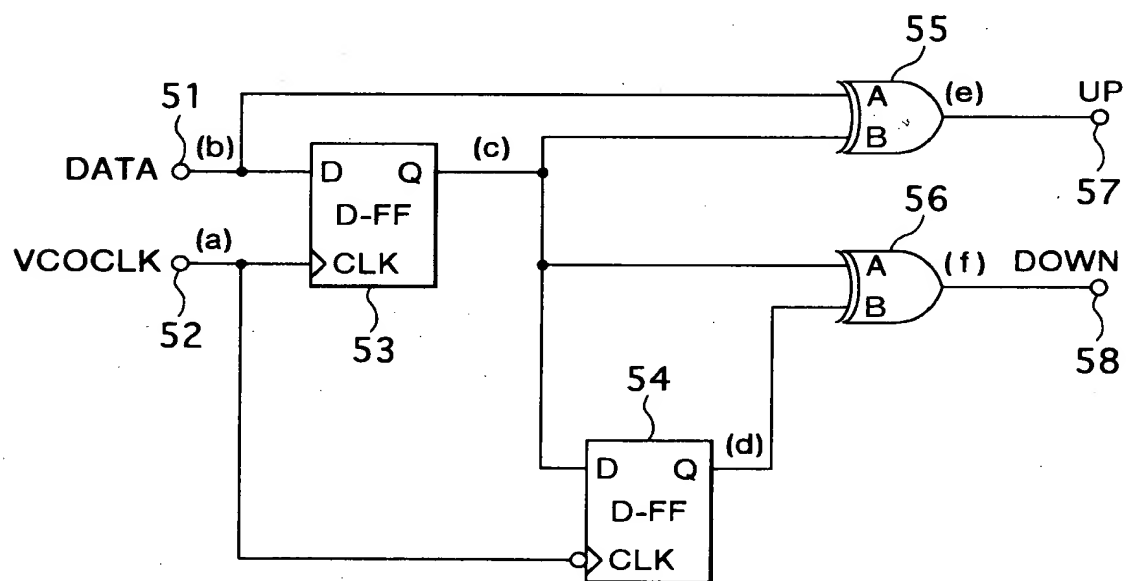 55
51
A
(e)
UP
(b)
B
DATA
D
Q
(c)
57
D-FF
56
VCOCLK
(a)
CLK
A
(f)
DOWN
B
52
53
58
54
D
Q
(d)
D-FF
CLK